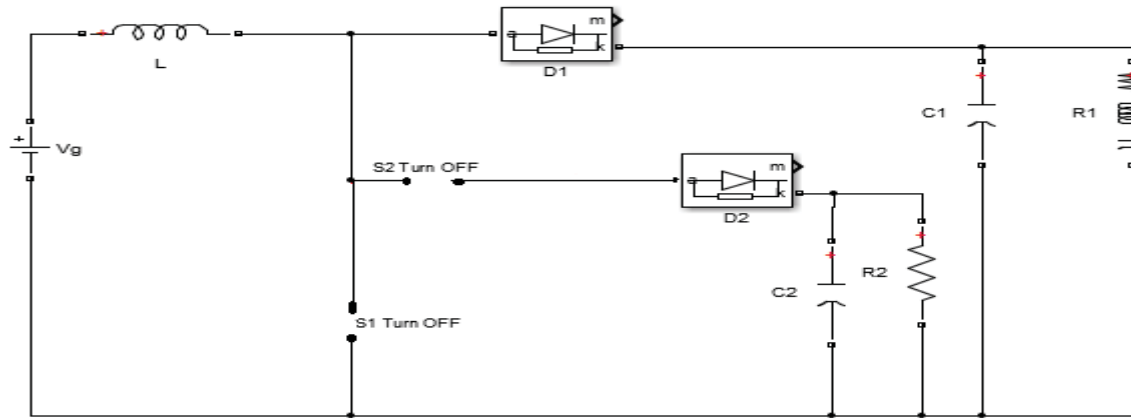 m
a
k
D1
L
+
Vg
C1
R1
S2 Turn OFF
m
a
k
D2
C2
R2
S1 Turn OFF